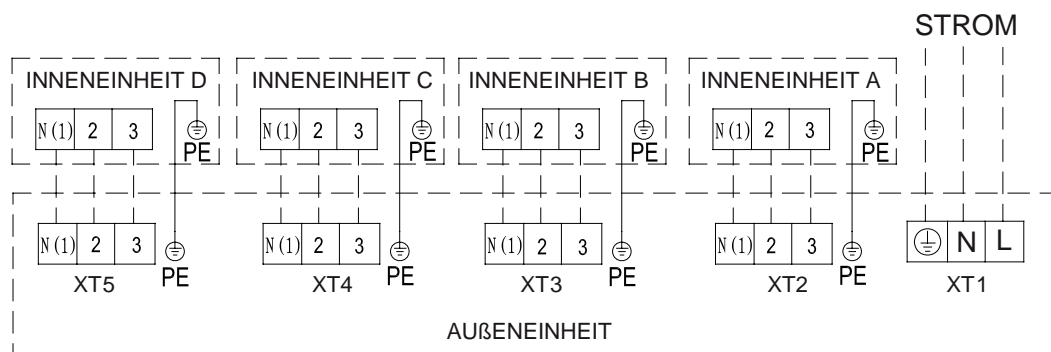 STROM
INNENEINHEIT D
INNENEINHEIT C
INNENEINHEIT B
INNENEINHEIT A
N(1) 2 3
PE
N(1) 2 3
PE
N(1) 2 3
PE
N(1) 2 3
PE
N(1) 2 3
PE
N(1) 2 3
PE
N(1) 2 3
PE
N(1) 2 3
PE
N L
XT5
XT4
XT3
XT2
XT1
AUßENEINHEIT